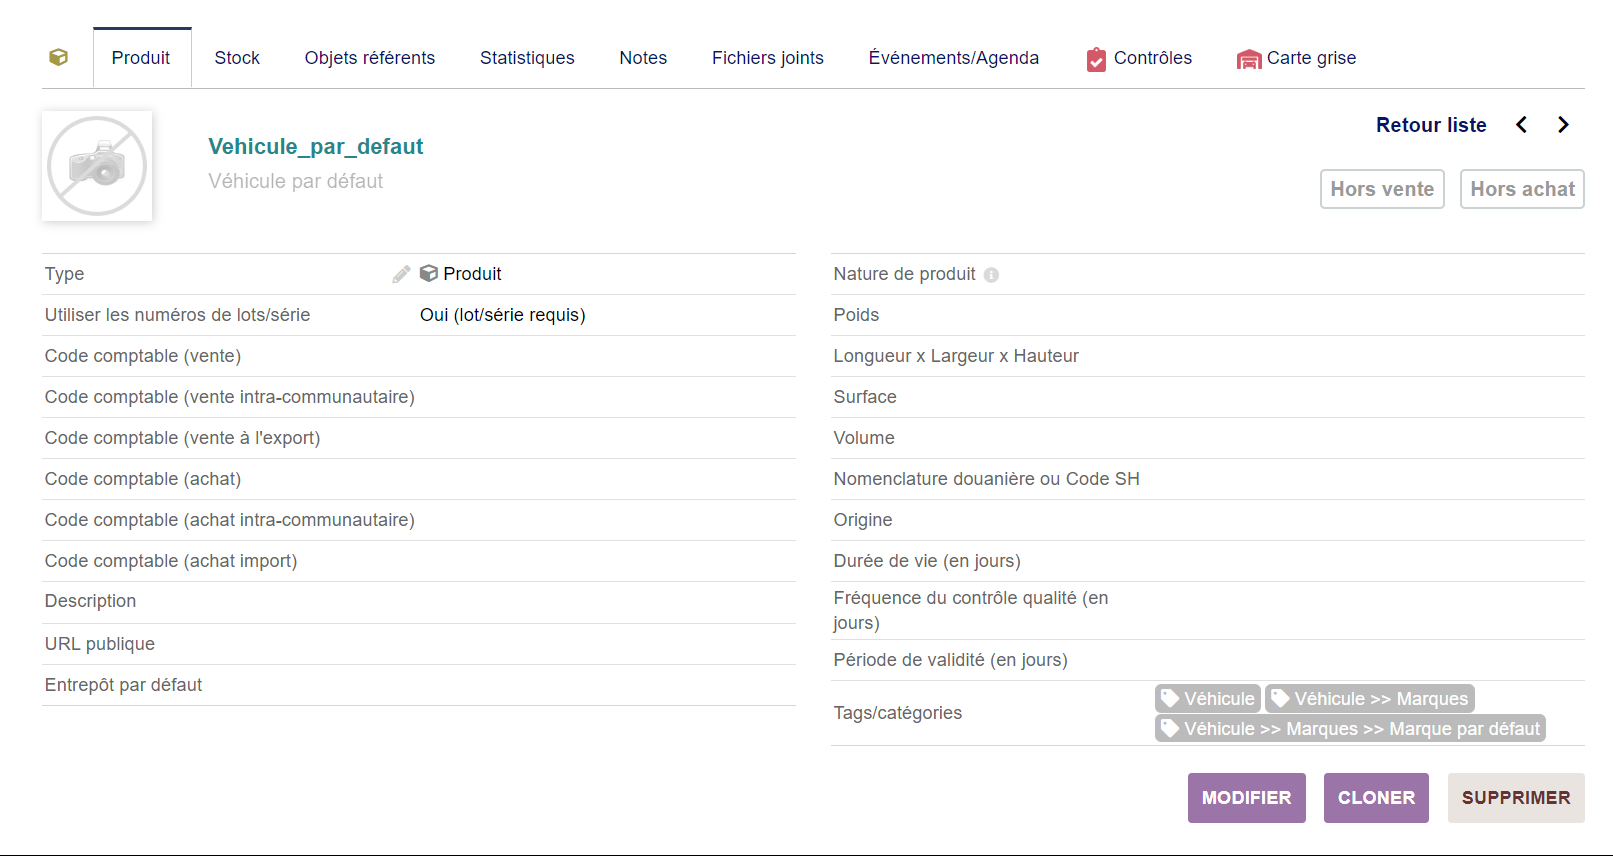 Produit Stock Objets référents Statistiques Notes Fichiers joints Événements/Agenda Contrôles Carte grise
Retour liste
Vehicule_par_defaut
Véhicule par défaut
Hors vente Hors achat
Type Produit
Utiliser les numéros de lots/série Oui (lot/série requis)
Code comptable (vente)
Code comptable (vente intra-communautaire)
Code comptable (vente à l'export)
Code comptable (achat)
Code comptable (achat intra-communautaire)
Code comptable (achat import)
Description
URL publique
Entrepôt par défaut
Nature de produit
Poids
Longueur x Largeur x Hauteur
Surface
Volume
Nomenclature douanière ou Code SH
Origine
Durée de vie (en jours)
Fréquence du contrôle qualité (en
jours)
Période de validité (en jours)
Tags/catégories
Véhicule Véhicule >> Marques
Véhicule >> Marques >> Marque par défaut
MODIFIER CLONER SUPPRIMER